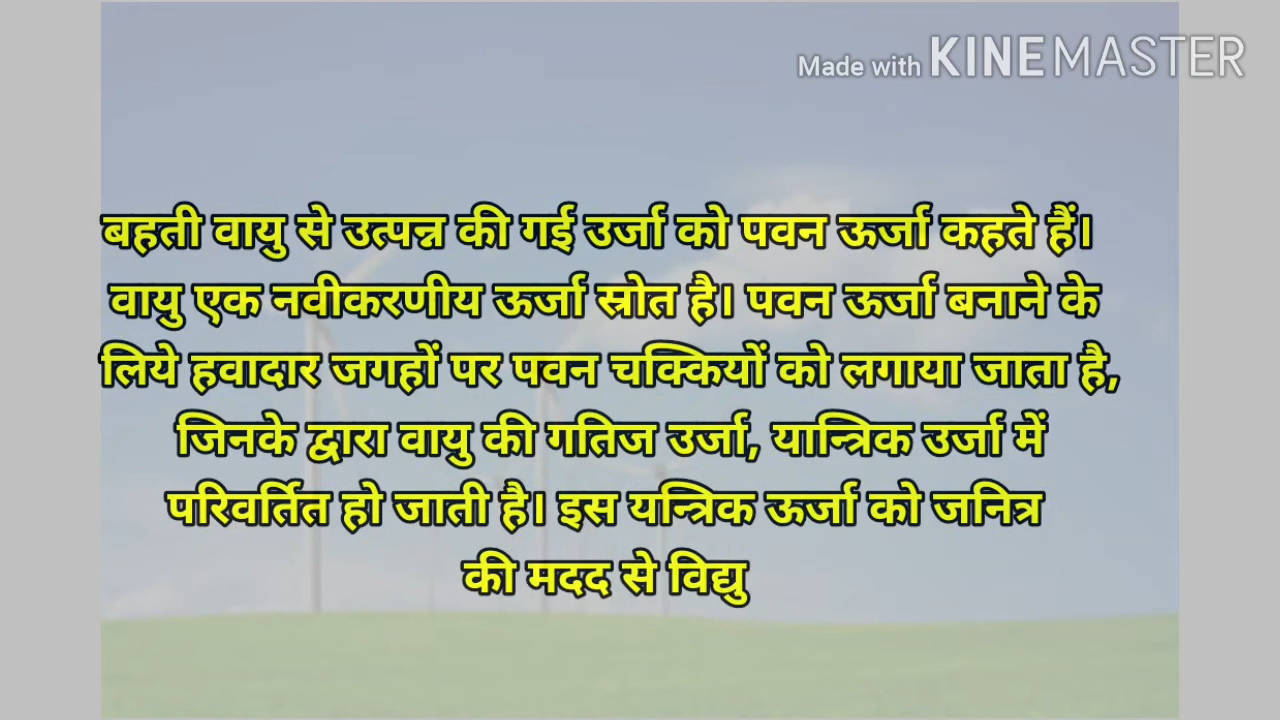 Made with KINEMASTER
बहती वायु से उत्पन्न की गई उर्जा को पवन ऊर्जा कहते हैं।
वायु एक नवीकरणीय ऊर्जा स्रोत है। पवन ऊर्जा बनाने के
लिये हवादार जगहों पर पवन चक्कियों को लगाया जाता है,
जिनके द्वारा वायु की गतिज उर्जा, यान्त्रिक उर्जा में
परिवर्तित हो जाती है। इस यन्त्रिक ऊर्जा को जनित्र
की मदद से विद्यु